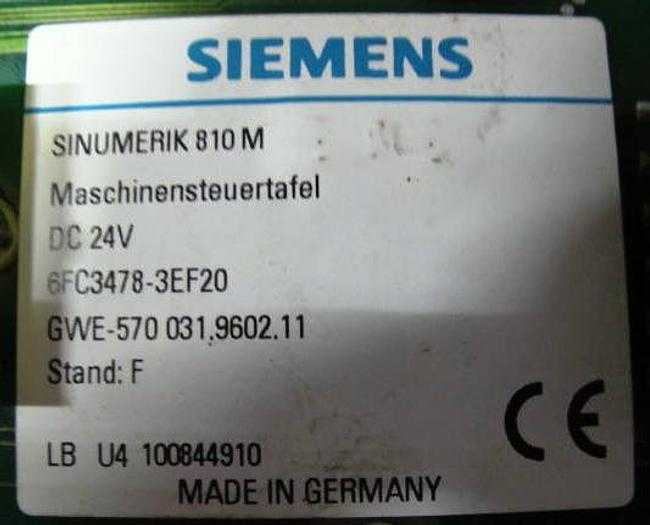 SIEMENS
SINUMERIK 810 M
Maschinensteuertafel
DC 24V
6FC3478-3EF20
GWE-570 031.9602.11
Stand: F
CE
LB U4 100844910
MADE IN GERMANY